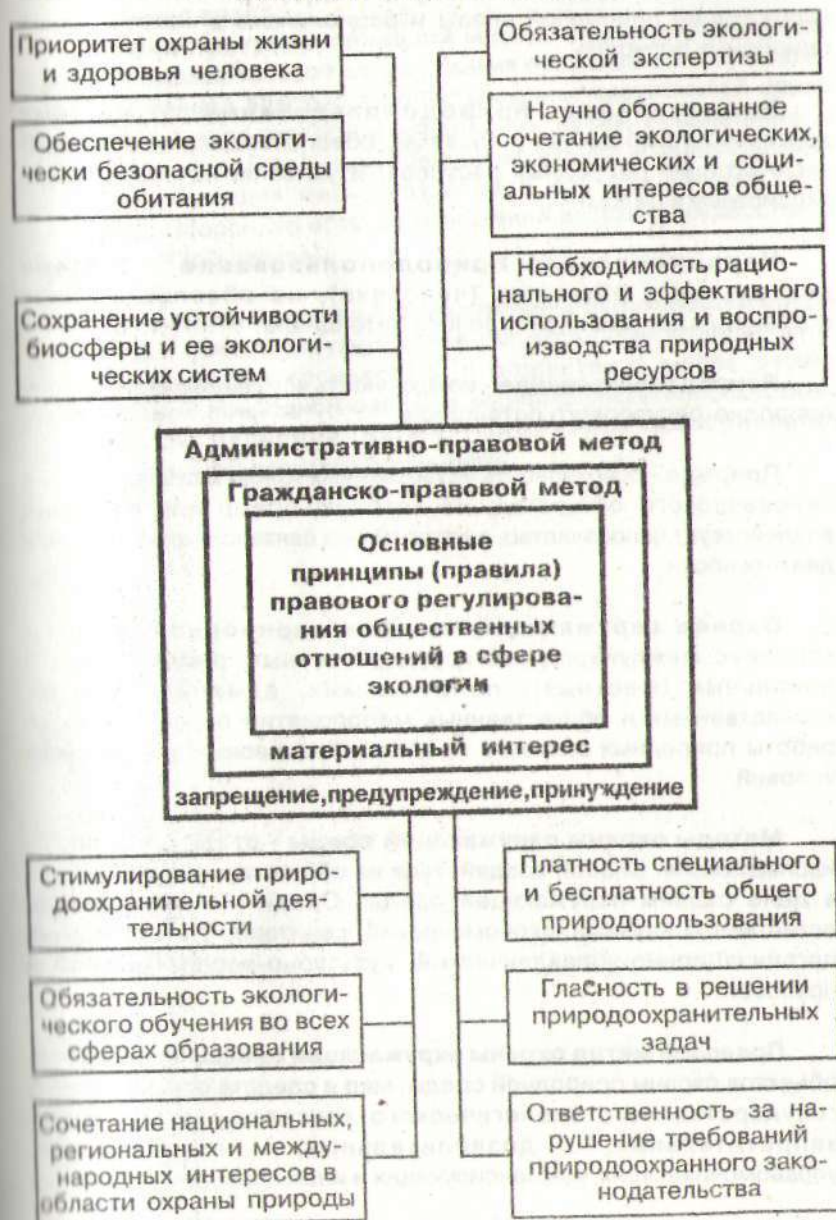 Приоритет охраны жизни
и здоровья человека
Обеспечение экологи-
чески безопасной среды
обитания
Сохранение устойчивости
биосферы и ее экологи-
ческих систем
Обязательность экологи-
ческой экспертизы
Научно обоснованное
сочетание экологических,
экономических и соци-
альных интересов обще-
ства
Необходимость рацио-
нального и эффективного
использования и воспро-
изводства природных
ресурсов
Административно-правовой метод
Гражданско-правовой метод
Основные
принципы (правила)
правового регулирова-
ния общественных
отношений в сфере
экологии
материальный интерес
запрещение, предупреждение, принуждение
Стимулирование приро-
доохранительной дея-
тельности
Обязательность экологи-
ческого обучения во всех
сферах образования
Сочетание национальных,
региональных и между-
народных интересов в
области охраны природы
Платность специального
и бесплатность общего
природопользования
Гласность в решении
природоохранительных
задач
Ответственность за на-
рушение требований
природоохранного зако-
нодательства